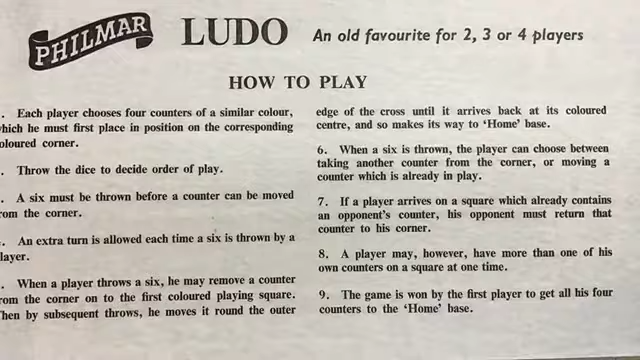 PHILMAR
LUDO
An old favourite for 2, 3 or 4 players
HOW TO PLAY
. Each player chooses four counters of a similar colour,
hich he must first place in position on the corresponding
oloured corner.
. Throw the dice to decide order of play.
. A six must be thrown before a counter can be moved
rom the corner.
. An extra turn is allowed each time a six is thrown by a
layer.
. When a player throws a six, he may remove a counter
rom the corner on to the first coloured playing square.
hen by subsequent throws, he moves it round the outer
edge of the cross until it arrives back at its coloured
centre, and so makes its way to ‘Home’ base.
6. When a six is thrown, the player can choose between
taking another counter from the corner, or moving a
counter which is already in play.
7. If a player arrives on a square which already contains
an opponent's counter, his opponent must return that
counter to his corner.
8. A player may, however, have more than one of his
own counters on a square at one time.
9. The game is won by the first player to get all his four
counters to the ‘Home’ base.